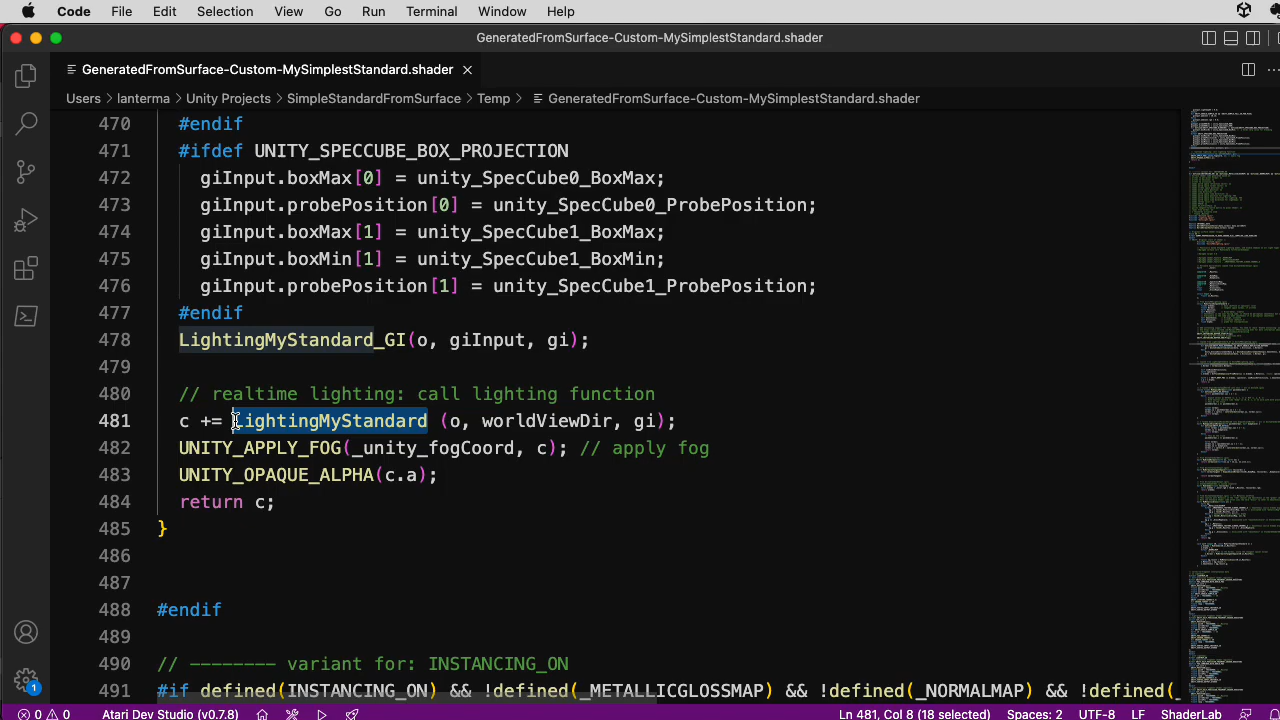 Code File Edit Selection View Go Run Terminal Window Help
GeneratedFromSurface-Custom-MySimplestStandard.shader
GeneratedFromSurface-Custom-MySimplestStandard.shader
Users > lanterma > Unity Projects > SimpleStandardFromSurface > Temp > GeneratedFromSurface-Custom-MySimplestStandard.shader
470 #endif
471 #ifdef UNITY_SPECCUBE_BOX_PROJECTION
472 giInput.boxMax[0] = unity_SpecCube0_BoxMax;
473 giInput.probePosition[0] = unity_SpecCube0_ProbePosition;
474 giInput.boxMax[1] = unity_SpecCube1_BoxMax;
475 giInput.boxMin[1] = unity_SpecCube1_BoxMin;
476 giInput.probePosition[1] = unity_SpecCube1_ProbePosition;
477 #endif
478 LightingMyStandard_GI(o, giInput, gi);
479
480 // realtime lighting: call lighting function
481 c += LightingMyStandard (o, worldViewDir, gi);
482 UNITY_APPLY_FOG(_unity_fogCoord, c); // apply fog
483 UNITY_OPAQUE_ALPHA(c.a);
484 return c;
485 }
486
487
488 #endif
489
490 // -------- variant for: INSTANCING_ON
491 #if defined(INSTANCING_ON) && !defined(_METALLICGLOSSMAP) && !defined(_NORMALMAP) && !defined(_
1
0 0 Atari Dev Studio (v0.7.8) Ln 481, Col 8 (18 selected) Spaces: 2 UTF-8 LF ShaderLab